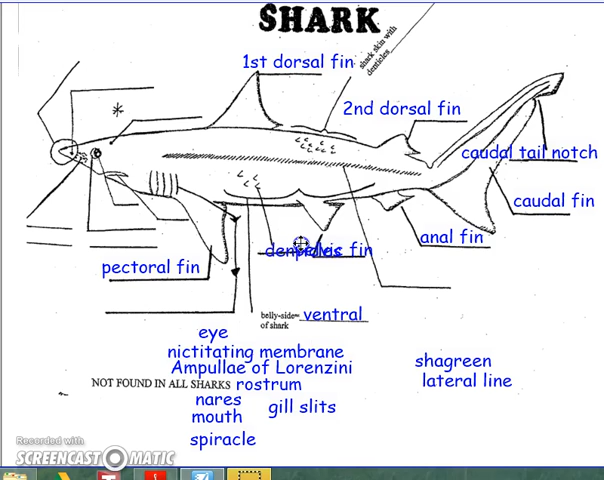 SHARK
shark skin with
denticles
1st dorsal fin
2nd dorsal fin
*
caudal tail notch
caudal fin
anal fin
pectoral fin
fin
belly-side=
of shark
ventral
eye
nictitating membrane
Ampullae of Lorenzini
NOT FOUND IN ALL SHARKS
rostrum
nares
mouth
gill slits
spiracle
shagreen
lateral line
Recorded with
SCREENCAST-O-MATIC